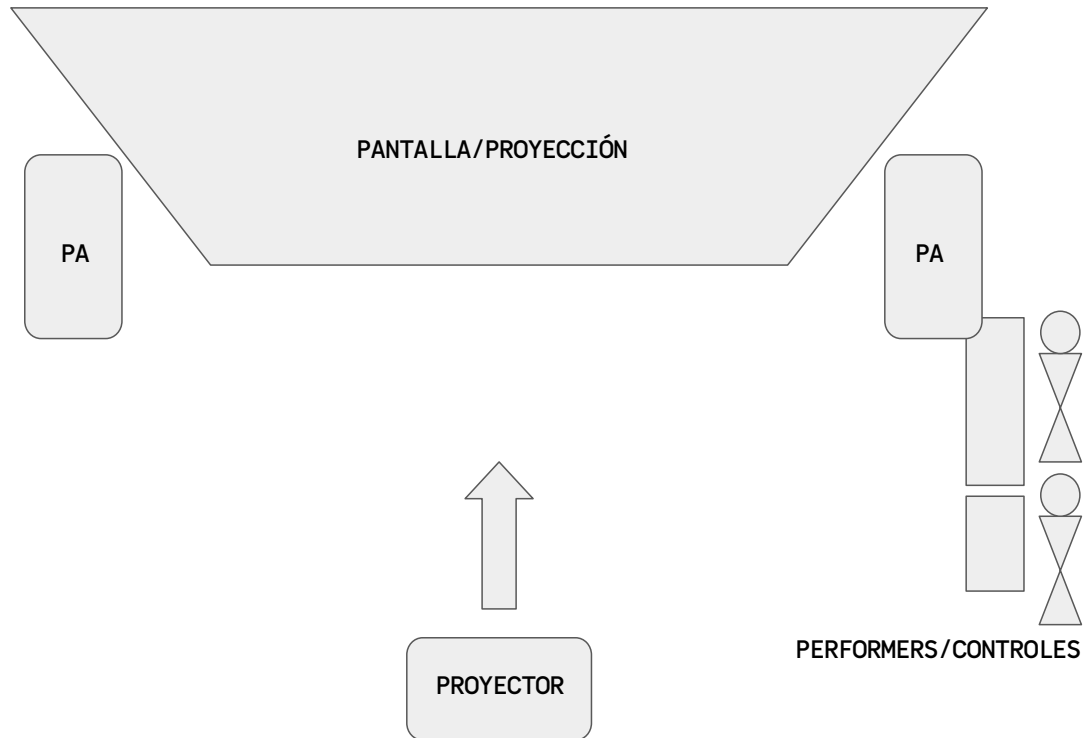 PANTALLA/PROYECCIÓN
PA
PA
PERFORMERS/CONTROLES
PROYECTOR